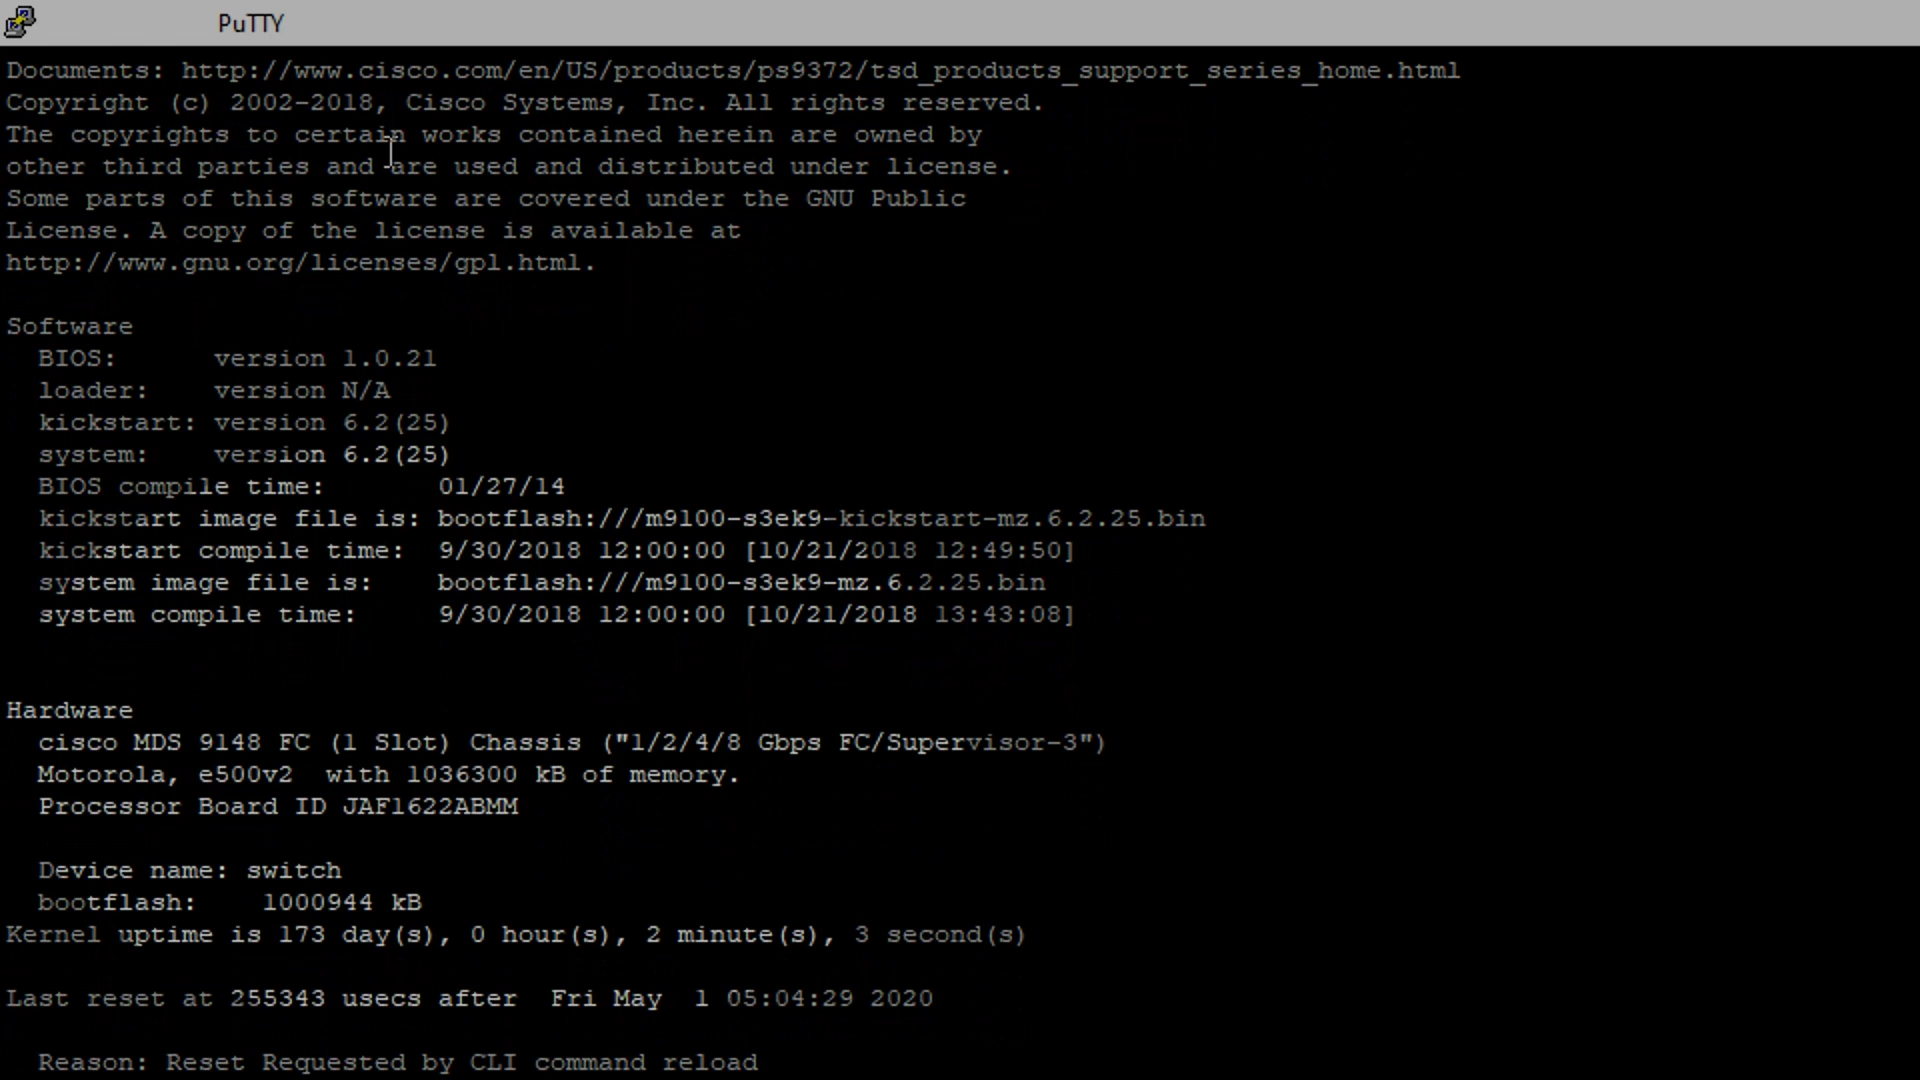 PuTTY
Documents: http://www.cisco.com/en/US/products/ps9372/tsd_products_support_series_home.html
Copyright (c) 2002-2018, Cisco Systems, Inc. All rights reserved.
The copyrights to certain works contained herein are owned by
other third parties and are used and distributed under license.
Some parts of this software are covered under the GNU Public
License. A copy of the license is available at
http://www.gnu.org/licenses/gpl.html.
Software
BIOS: version 1.0.21
loader: version N/A
kickstart: version 6.2(25)
system: version 6.2(25)
BIOS compile time: 01/27/14
kickstart image file is: bootflash:///m9100-s3ek9-kickstart-mz.6.2.25.bin
kickstart compile time: 9/30/2018 12:00:00 [10/21/2018 12:49:50]
system image file is: bootflash:///m9100-s3ek9-mz.6.2.25.bin
system compile time: 9/30/2018 12:00:00 [10/21/2018 13:43:08]
Hardware
cisco MDS 9148 FC (1 Slot) Chassis ("1/2/4/8 Gbps FC/Supervisor-3")
Motorola, e500v2 with 1036300 kB of memory.
Processor Board ID JAF1622ABMM
Device name: switch
bootflash: 1000944 kB
Kernel uptime is 173 day(s), 0 hour(s), 2 minute(s), 3 second(s)
Last reset at 255343 usecs after Fri May 1 05:04:29 2020
Reason: Reset Requested by CLI command reload